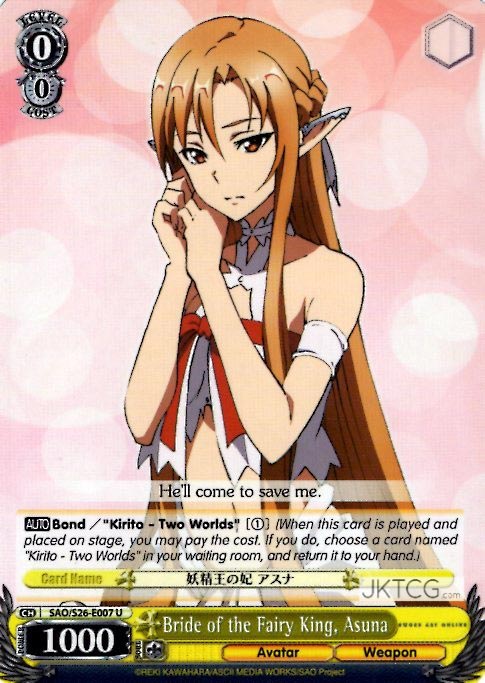 LEVEL
0
0
COST
He'll come to save me.
AUTO Bond／"Kirito - Two Worlds" [①] (When this card is played and
placed on stage, you may pay the cost. If you do, choose a card named
"Kirito - Two Worlds" in your waiting room, and return it to your hand.)
Card Name
妖精王の妃 アスナ
JKTCG.com
CH SAO/S26-E007 U
Bride of the Fairy King, Asuna
SWORD ART ONLINE
POWER
1000
SOUL
Avatar
Weapon
©REKI KAWAHARA/ASCII MEDIA WORKS/SAO Project